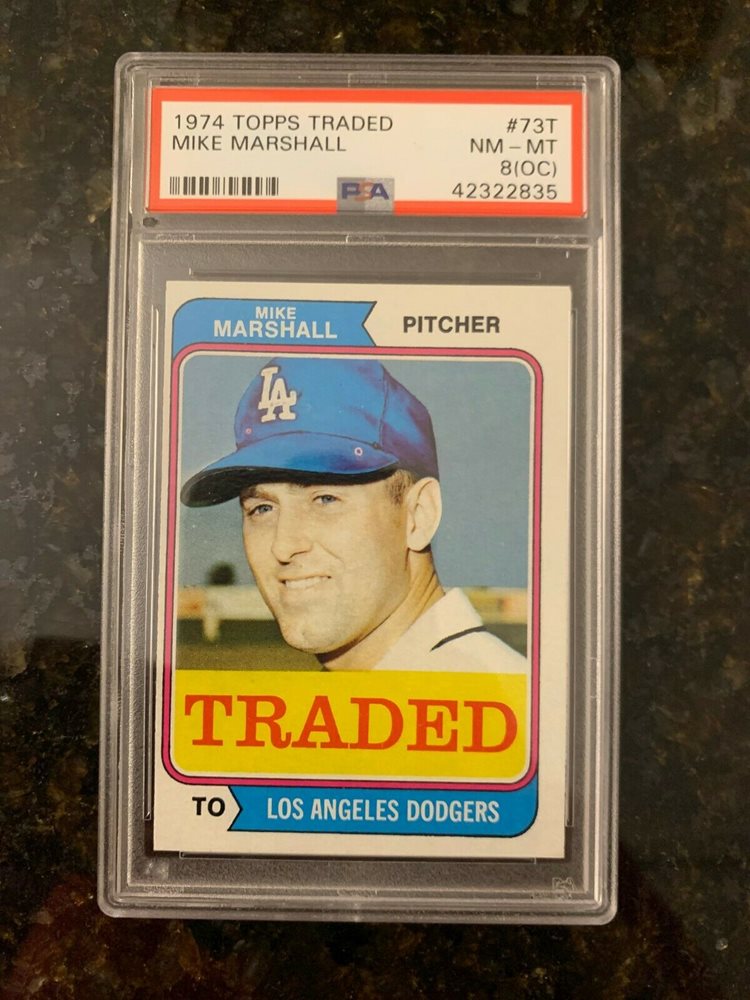 1974 TOPPS TRADED #73T
MIKE MARSHALL NM - MT
8(OC)
PSA 42322835
MIKE
MARSHALL
PITCHER
LA
TRADED
TO LOS ANGELES DODGERS